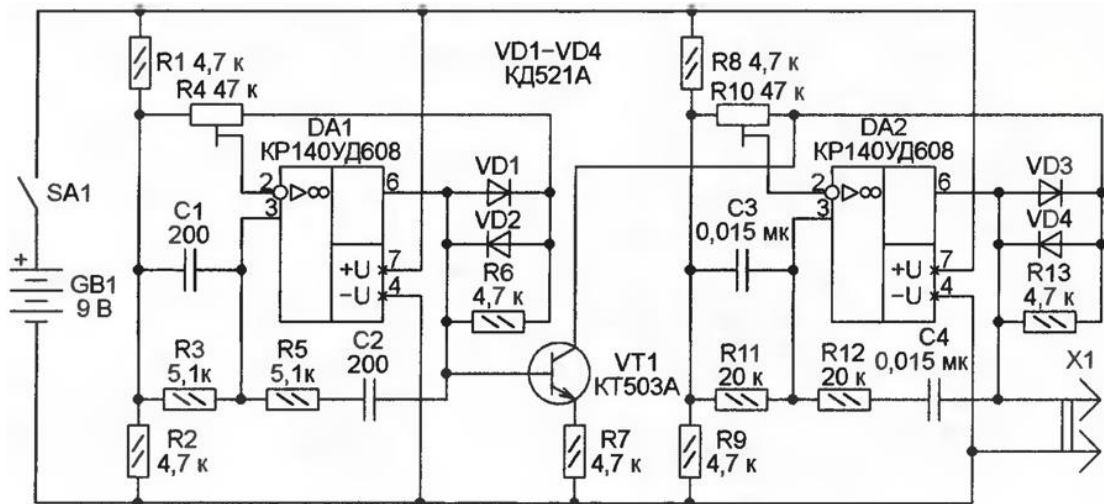 R1 4,7 к
R4 47 к
VD1–VD4
КД521А
R8 4,7 к
R10 47 к
DA1
КР140УД608
DA2
КР140УД608
SA1
C1
200
2
3
▷∞
6
VD1
VD2
C3
0,015 мк
2
3
▷∞
6
VD3
VD4
+
GB1
9 В
+U
–U
7
4
R6
4,7 к
+U
–U
7
4
R13
4,7 к
R3
5,1к
R5
5,1к
C2
200
VT1
КТ503А
R11
20 к
R12
20 к
C4
0,015 мк
X1
R2
4,7 к
R7
4,7 к
R9
4,7 к